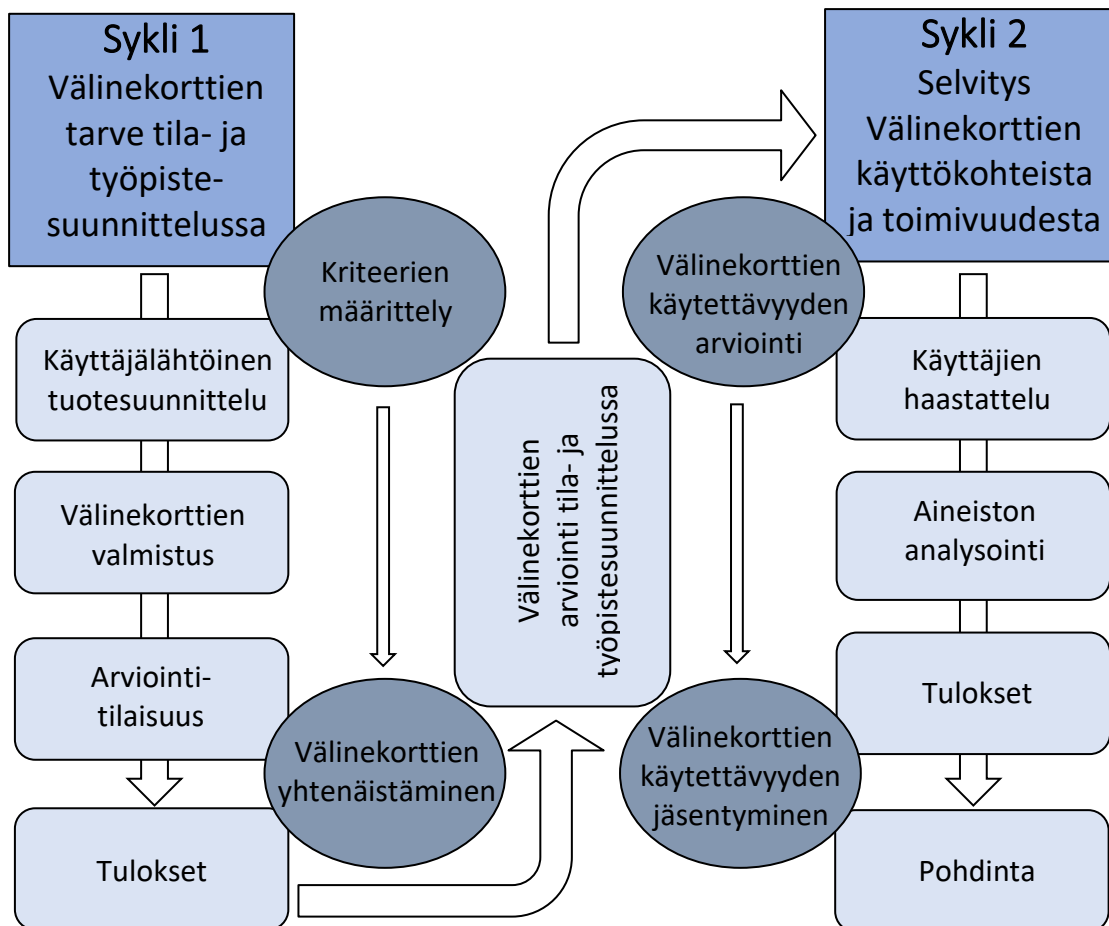 Sykli 1
Välinekorttien
tarve tila- ja
työpiste-
suunnittelussa
Kriteerien
määrittely
Käyttäjälähtöinen
tuotesuunnittelu
Välinekorttien
valmistus
Arviointi-
tilaisuus
Välinekorttien
yhtenäistäminen
Tulokset
Välinekorttien
arviointi tila- ja
työpistesuunnittelussa
Sykli 2
Selvitys
Välinekorttien
käyttökohteista
ja toimivuudesta
Välinekorttien
käytettävyyden
arviointi
Käyttäjien
haastattelu
Aineiston
analysointi
Tulokset
Välinekorttien
käytettävyyden
jäsentyminen
Pohdinta